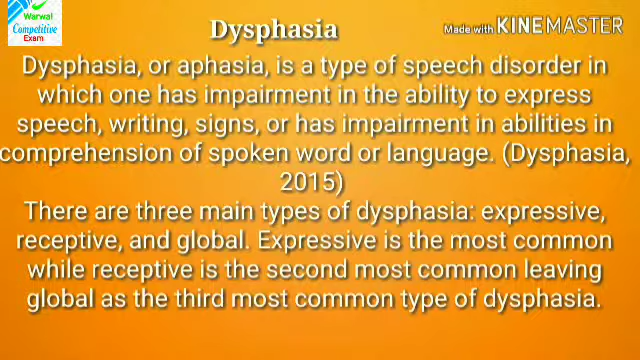 Warwal
Competitive
Exam
Dysphasia
Made with KINEMASTER
Dysphasia, or aphasia, is a type of speech disorder in
which one has impairment in the ability to express
speech, writing, signs, or has impairment in abilities in
comprehension of spoken word or language. (Dysphasia,
2015)
There are three main types of dysphasia: expressive,
receptive, and global. Expressive is the most common
while receptive is the second most common leaving
global as the third most common type of dysphasia.